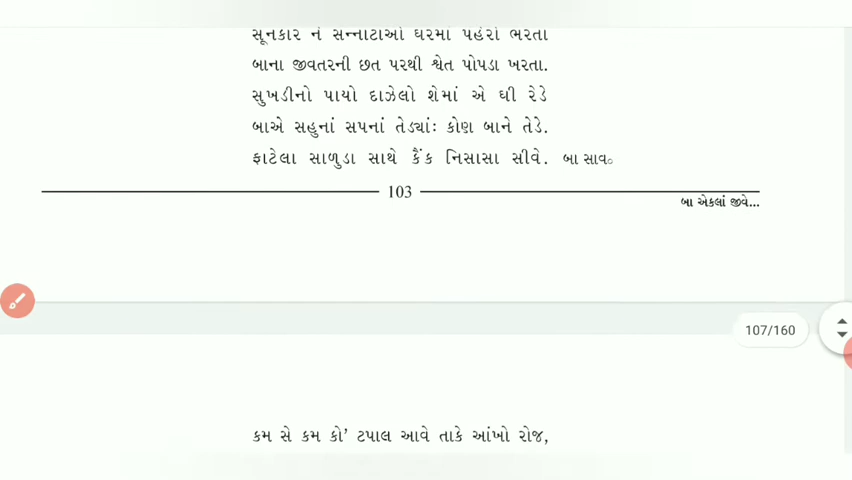 સૂનકાર ને સન્નાટાઓ ઘરમાં પહેરો ભરતા
બાના જીવતરની છત પરથી શ્વેત પોપડા ખરતા.
સુખડીનો પાયો દાઝેલો શેમાં એ ઘી રેડે
બાએ સહુનાં સપનાં તેડ્યાંઃ કોણ બાને તેડે.
ફાટેલા સાળુડા સાથે કૈંક નિસાસા સીવે. બા સાવ૦
103
બા એકલાં જીવે...
107/160
કમ સે કમ કો' ટપાલ આવે તાકે આંખો રોજ,